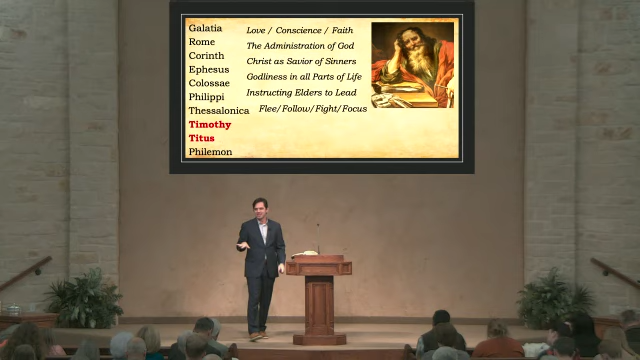 Galatia
Rome
Corinth
Ephesus
Colossae
Philippi
Thessalonica
Timothy
Titus
Philemon
Love / Conscience / Faith
The Administration of God
Christ as Savior of Sinners
Godliness in all Parts of Life
Instructing Elders to Lead
Flee/Follow/Fight/Focus